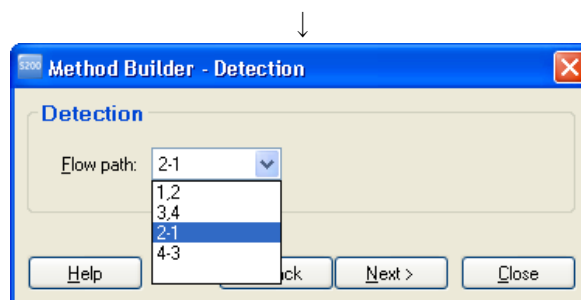 ↓
S200 Method Builder - Detection
Detection
Flow path: 2-1
1,2
3,4
2-1
4-3
Help ck Next > Close